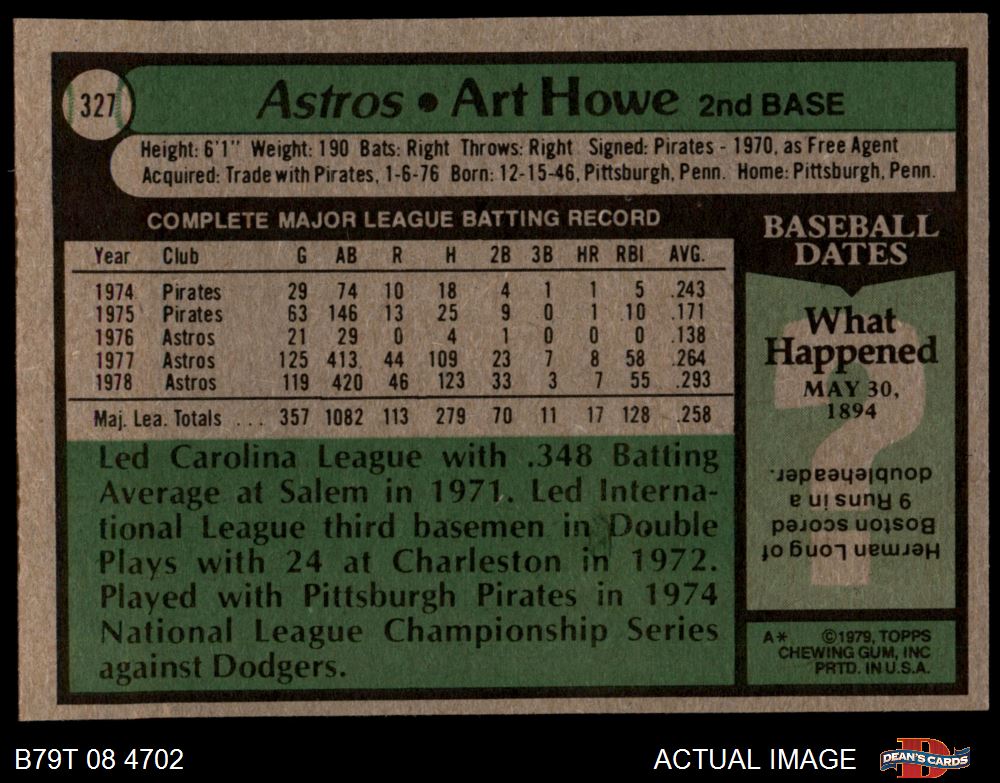 327
Astros • Art Howe 2nd BASE
Height: 6'1" Weight: 190 Bats: Right Throws: Right Signed: Pirates - 1970, as Free Agent
Acquired: Trade with Pirates, 1-6-76 Born: 12-15-46, Pittsburgh, Penn. Home: Pittsburgh, Penn.
COMPLETE MAJOR LEAGUE BATTING RECORD
Year Club G AB R H 2B 3B HR RBI AVG.
1974 Pirates 29 74 10 18 4 1 1 5 .243
1975 Pirates 63 146 13 25 9 0 1 10 .171
1976 Astros 21 29 0 4 1 0 0 0 .138
1977 Astros 125 413 44 109 23 7 8 58 .264
1978 Astros 119 420 46 123 33 3 7 55 .293
Maj. Lea. Totals ... 357 1082 113 279 70 11 17 128 .258
Led Carolina League with .348 Batting
Average at Salem in 1971. Led Interna-
tional League third basemen in Double
Plays with 24 at Charleston in 1972.
Played with Pittsburgh Pirates in 1974
National League Championship Series
against Dodgers.
BASEBALL
DATES
What
Happened
MAY 30,
1894
?
Herman Long of
Boston scored
9 Runs in a
doubleheader.
A* ©1979, TOPPS
CHEWING GUM, INC
PRTD. IN U.S.A.
B79T 08 4702
ACTUAL IMAGE
D
DEAN'S CARDS